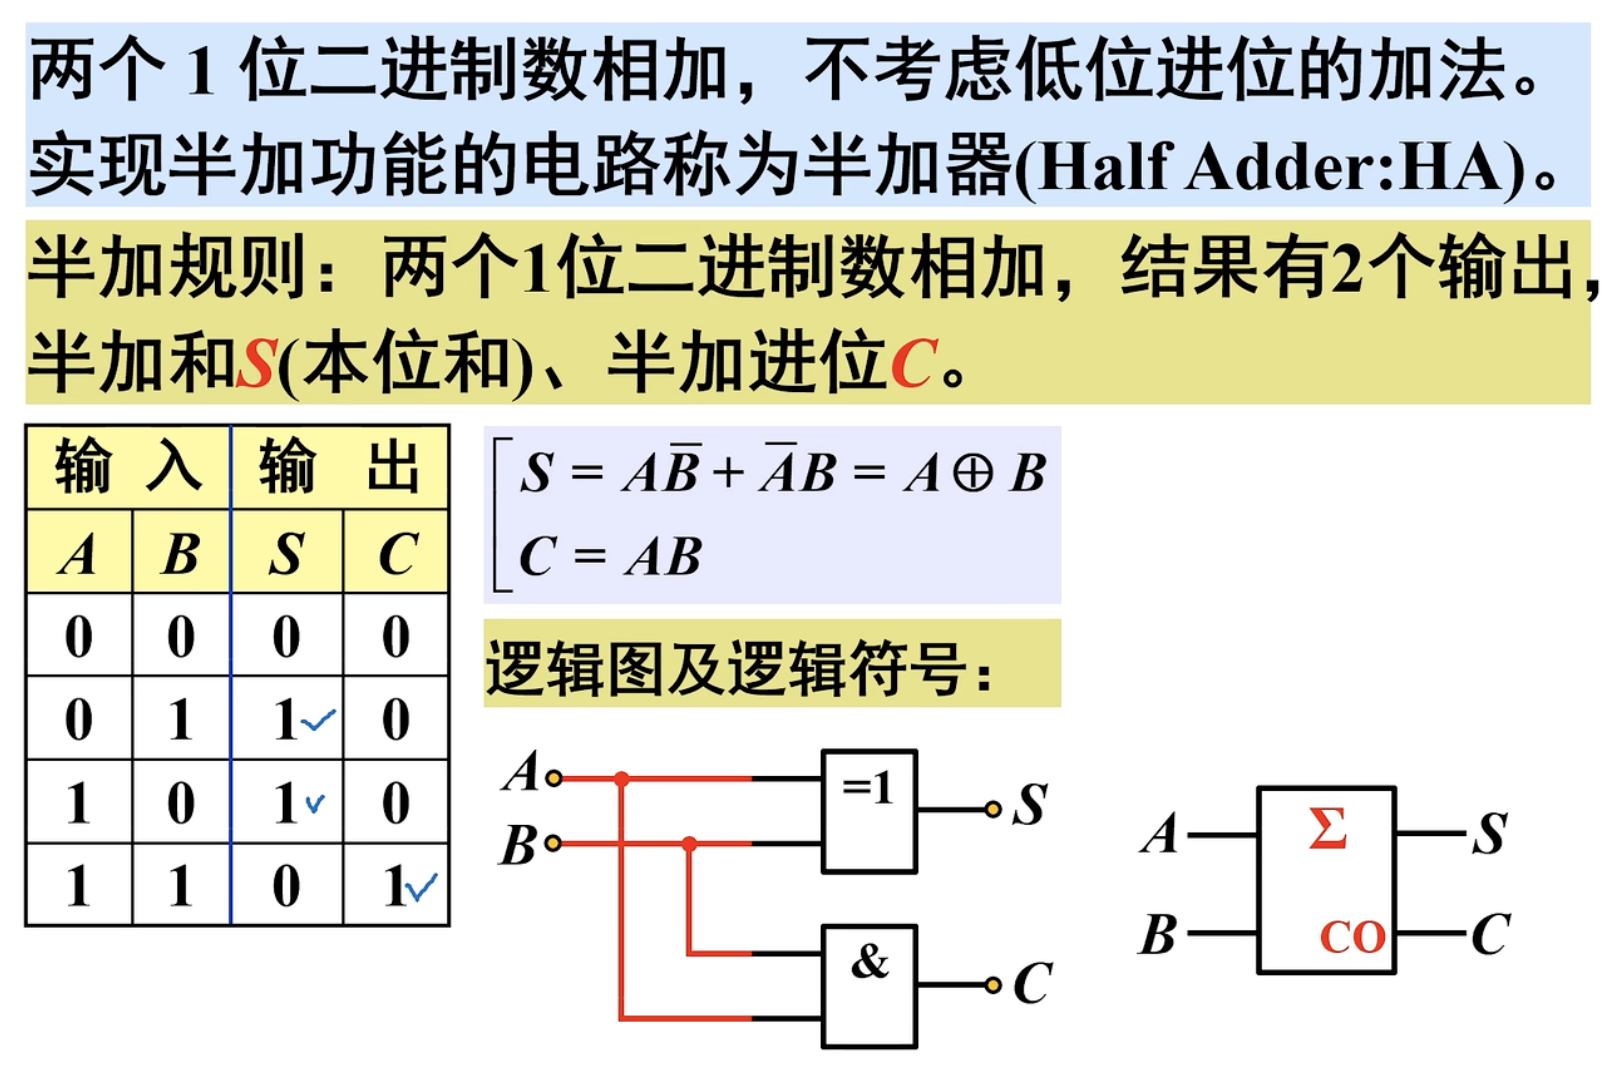 两个 1 位二进制数相加，不考虑低位进位的加法。
实现半加功能的电路称为半加器(Half Adder:HA)。
半加规则：两个1位二进制数相加，结果有2个输出，
半加和S(本位和)、半加进位C。
输 入 输 出
A B S C
0 0 0 0
0 1 1✓ 0
1 0 1✓ 0
1 1 0 1✓
S = AB̅ + A̅B = A ⊕ B
C = AB
逻辑图及逻辑符号：
A =1 S
B
& C
A Σ S
B CO C